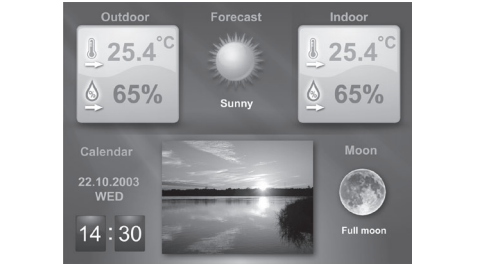 Outdoor
Forecast
Indoor
25.4°C
25.4°C
65%
Sunny
65%
Calendar
Moon
22.10.2003
WED
14:30
Full moon